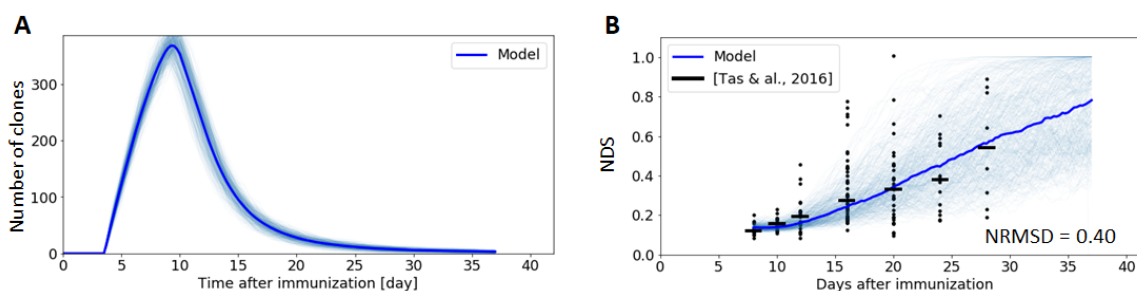 A
Model
Number of clones
300
200
100
0
0 5 10 15 20 25 30 35 40
Time after immunization [day]
B
Model
[Tas & al., 2016]
NDS
1.0
0.8
0.6
0.4
0.2
0.0
NRMSD = 0.40
0 5 10 15 20 25 30 35 40
Days after immunization